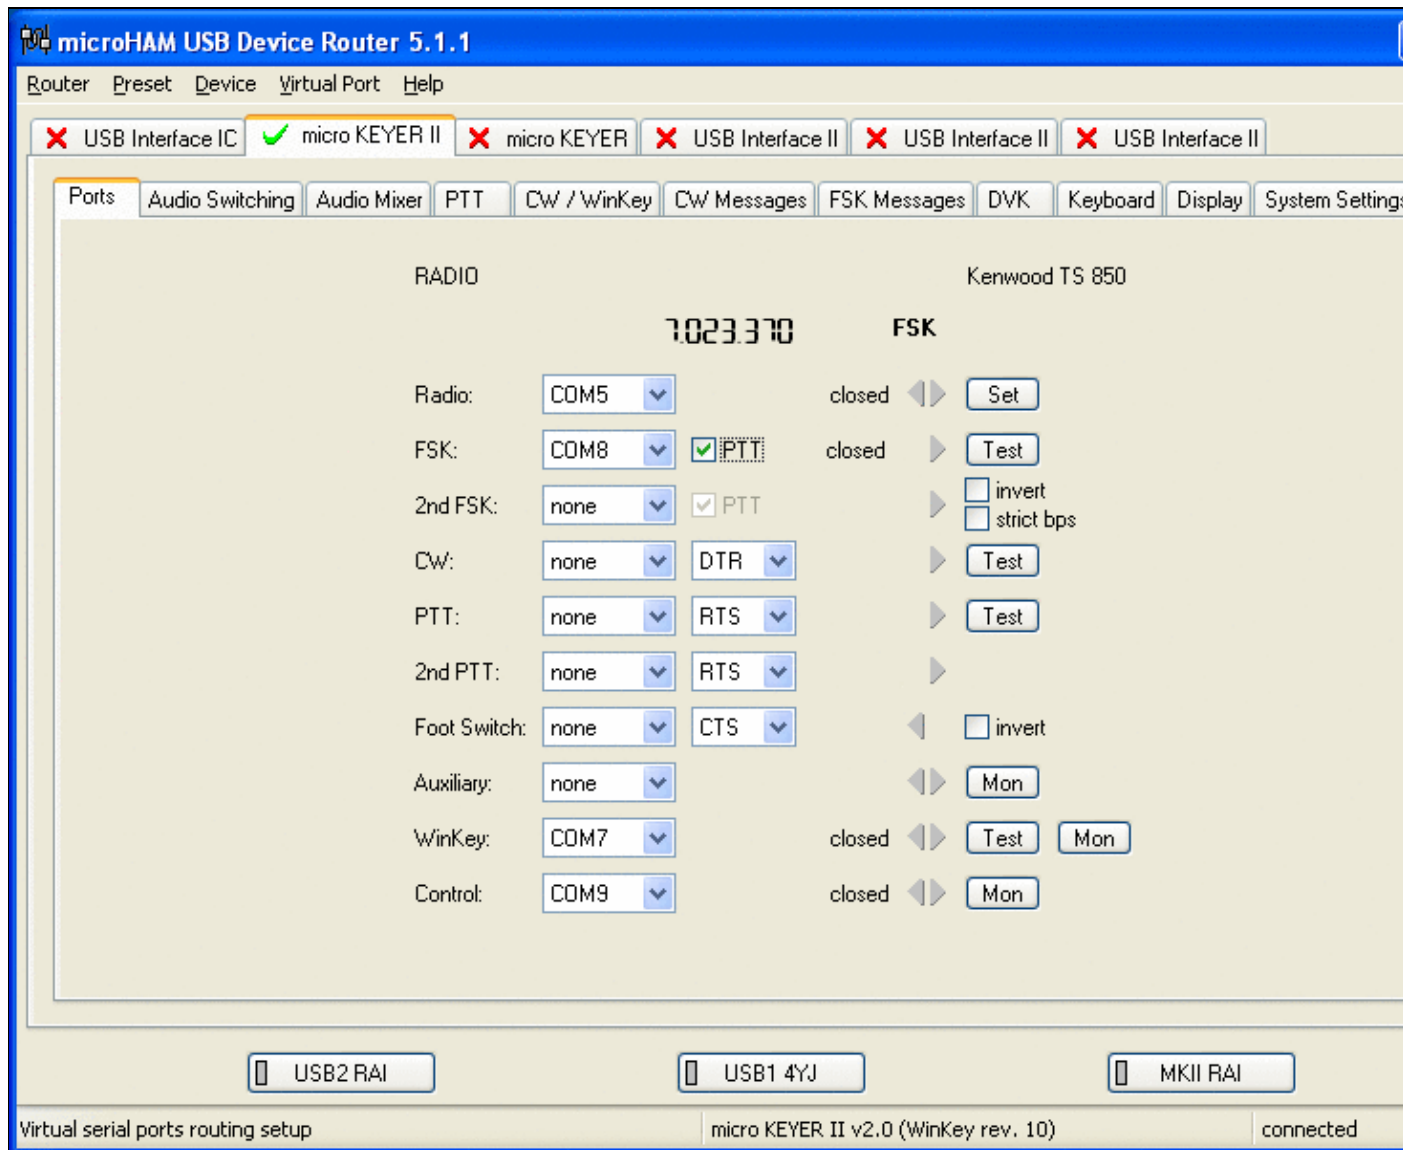 microHAM USB Device Router 5.1.1
Router Preset Device Virtual Port Help
USB Interface IC micro KEYER II micro KEYER USB Interface II USB Interface II USB Interface II
Ports Audio Switching Audio Mixer PTT CW / WinKey CW Messages FSK Messages DVK Keyboard Display System Settings
RADIO Kenwood TS 850
7.023.370 FSK
Radio: COM5 closed Set
FSK: COM8 PTT closed Test
2nd FSK: none PTT invert
strict bps
CW: none DTR Test
PTT: none RTS Test
2nd PTT: none RTS
Foot Switch: none CTS invert
Auxiliary: none Mon
WinKey: COM7 closed Test Mon
Control: COM9 closed Mon
USB2 RAI USB1 4YJ MKII RAI
Virtual serial ports routing setup micro KEYER II v2.0 (WinKey rev. 10) connected